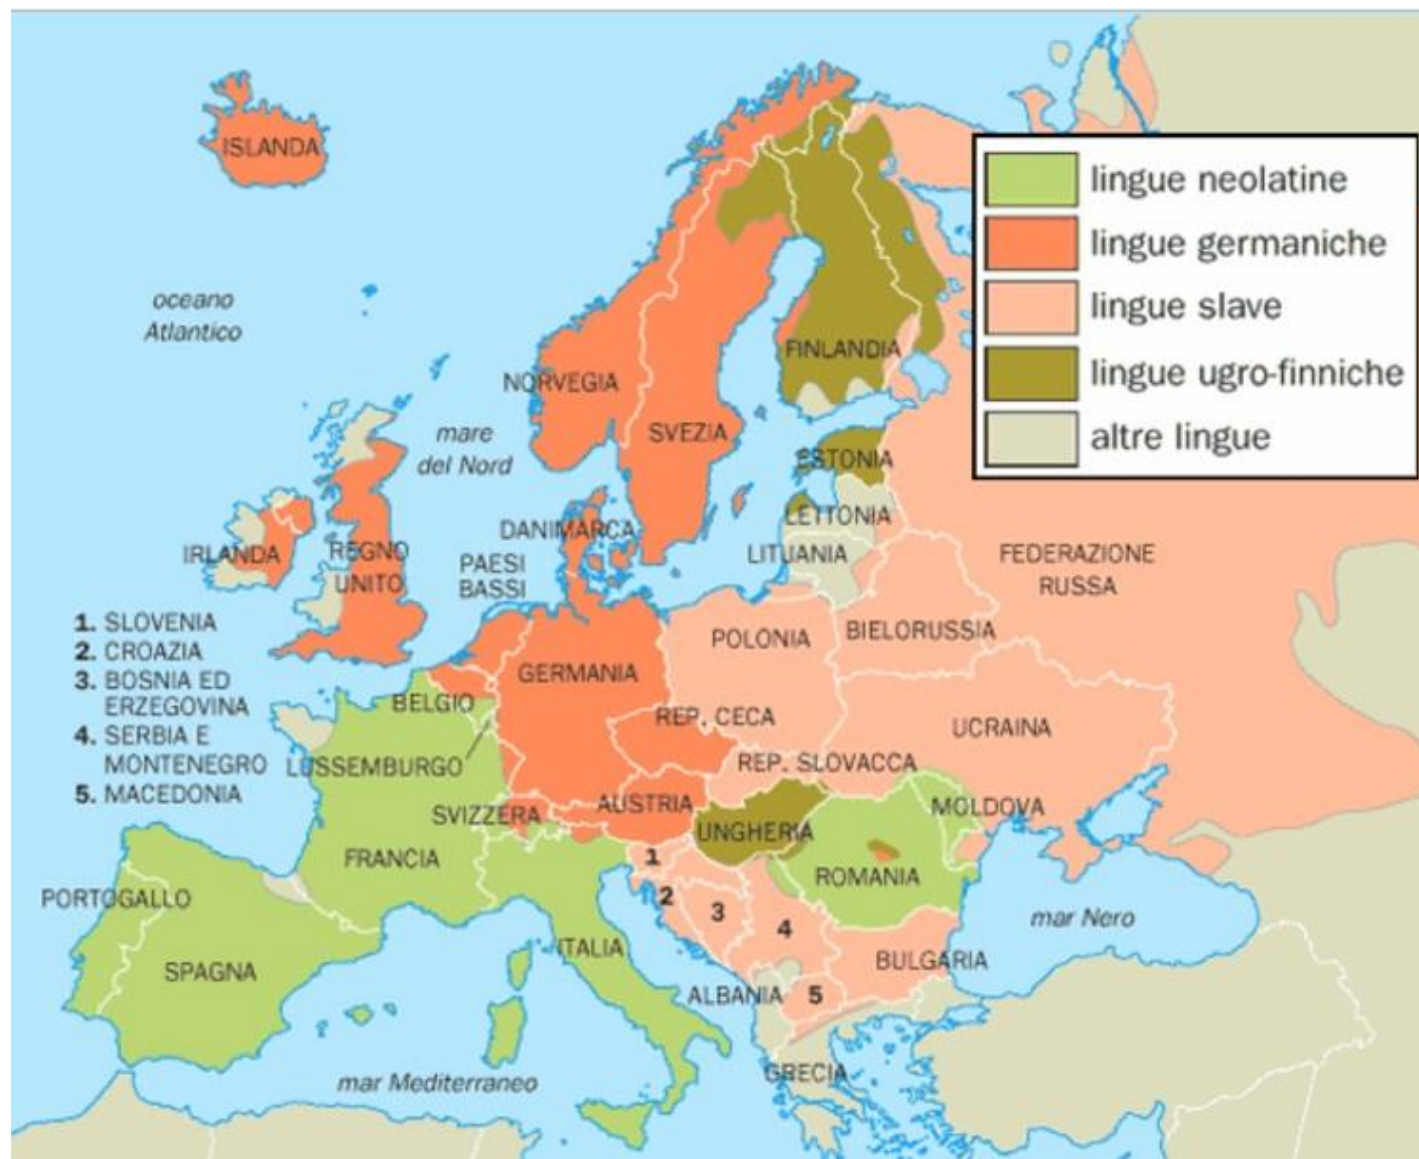 ISLANDA
lingue neolatine
lingue germaniche
lingue slave
lingue ugro-finniche
altre lingue
oceano
Atlantico
FINLANDIA
NORVEGIA
SVEZIA
mare
del Nord
ESTONIA
LETTONIA
LITUANIA
DANIMARCA
PAESI
BASSI
IRLANDA
REGNO
UNITO
FEDERAZIONE
RUSSA
1. SLOVENIA
2. CROAZIA
3. BOSNIA ED
ERZEGOVINA
4. SERBIA E
MONTENEGRO
5. MACEDONIA
POLONIA
BIELORUSSIA
GERMANIA
BELGIO
REP. CECA
UCRAINA
LUSSEMBURGO
REP. SLOVACCA
SVIZZERA
AUSTRIA
MOLDOVA
UNGHERIA
FRANCIA
1
ROMANIA
PORTOGALLO
2
3
4
mar Nero
ITALIA
SPAGNA
BULGARIA
ALBANIA
5
GRECIA
mar Mediterraneo